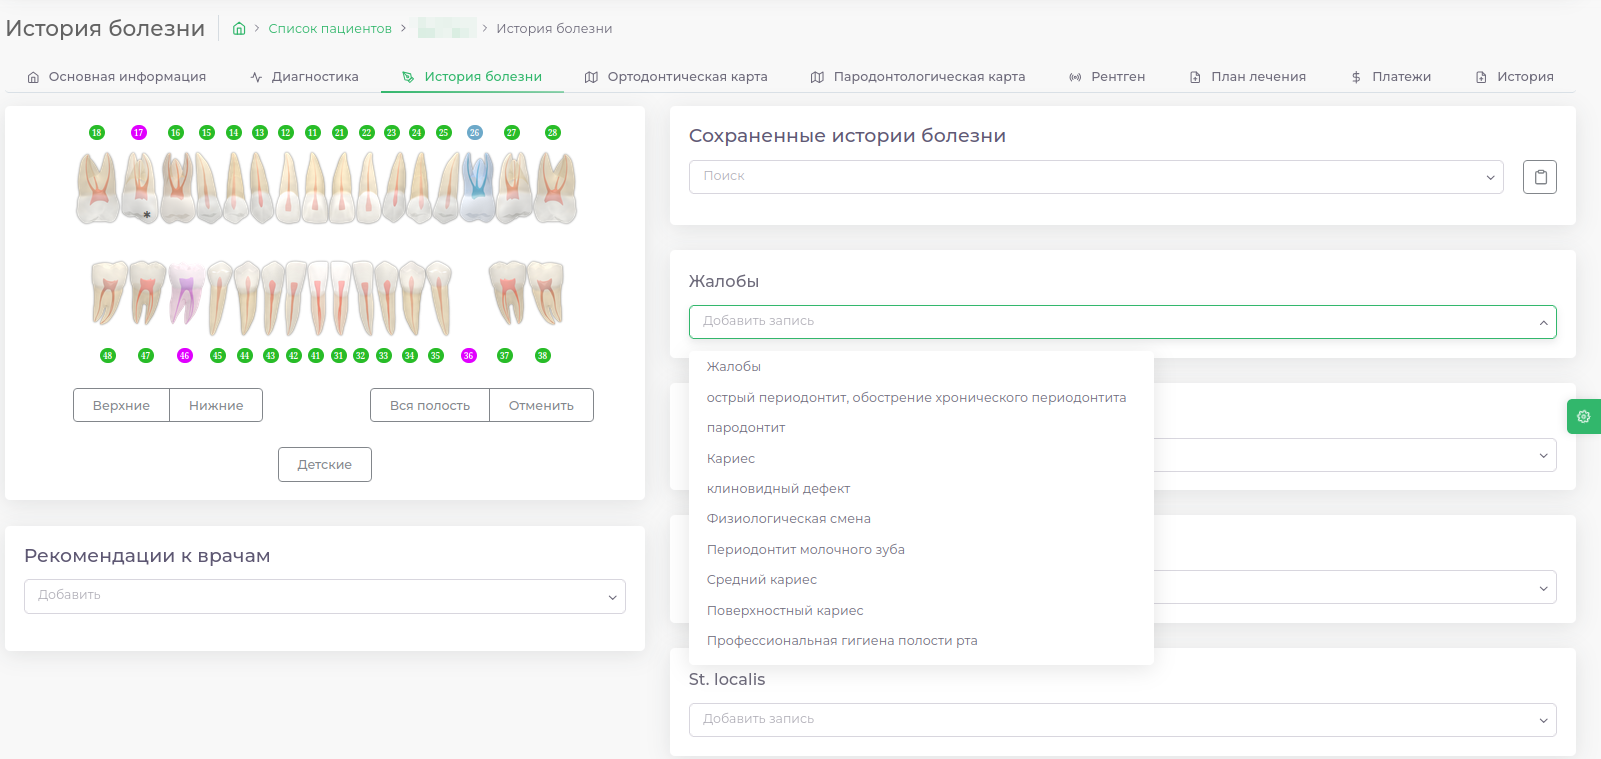 История болезни
Список пациентов
История болезни
Основная информация
Диагностика
История болезни
Ортодонтическая карта
Пародонтологическая карта
Рентген
План лечения
Платежи
История
18 17 16 15 14 13 12 11 21 22 23 24 25 26 27 28
48 47 46 45 44 43 42 41 31 32 33 34 35 36 37 38
Верхние
Нижние
Вся полость
Отменить
Детские
Рекомендации к врачам
Добавить
Сохраненные истории болезни
Поиск
Жалобы
Добавить запись
Жалобы
острый периодонтит, обострение хронического периодонтита
пародонтит
Кариес
клиновидный дефект
Физиологическая смена
Периодонтит молочного зуба
Средний кариес
Поверхностный кариес
Профессиональная гигиена полости рта
St. localis
Добавить запись